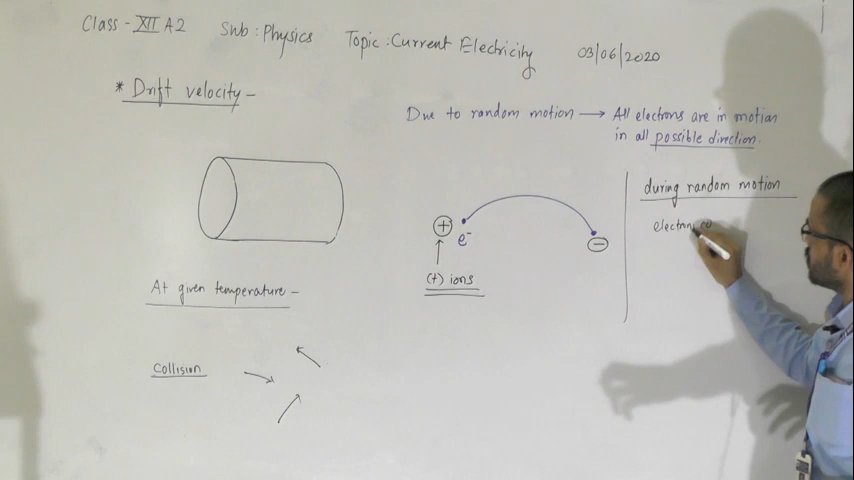 Class - XII A2 Sub : Physics Topic : Current Electricity 03/06/2020
* Drift velocity -
Due to random motion → All electrons are in motion
in all possible direction.
during random motion
+
e-
-
(+) ions
At given temperature -
Collision